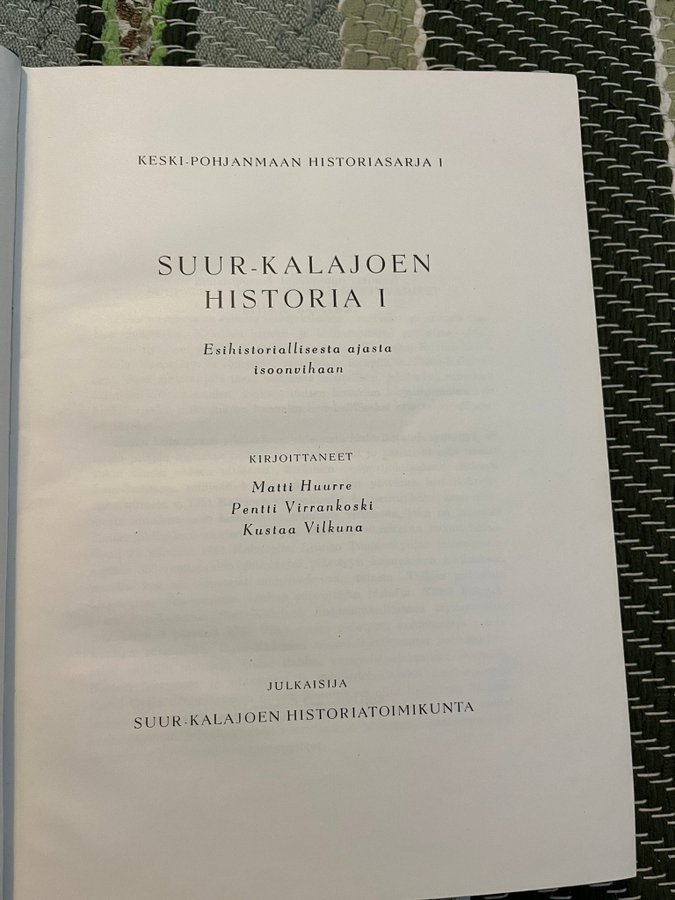 KESKI-POHJANMAAN HISTORIASARJA I
SUUR-KALAJOEN
HISTORIA I
Esihistoriallisesta ajasta
isoonvihaan
KIRJOITTANEET
Matti Huurre
Pentti Virrankoski
Kustaa Vilkuna
JULKAISIJA
SUUR-KALAJOEN HISTORIATOIMIKUNTA